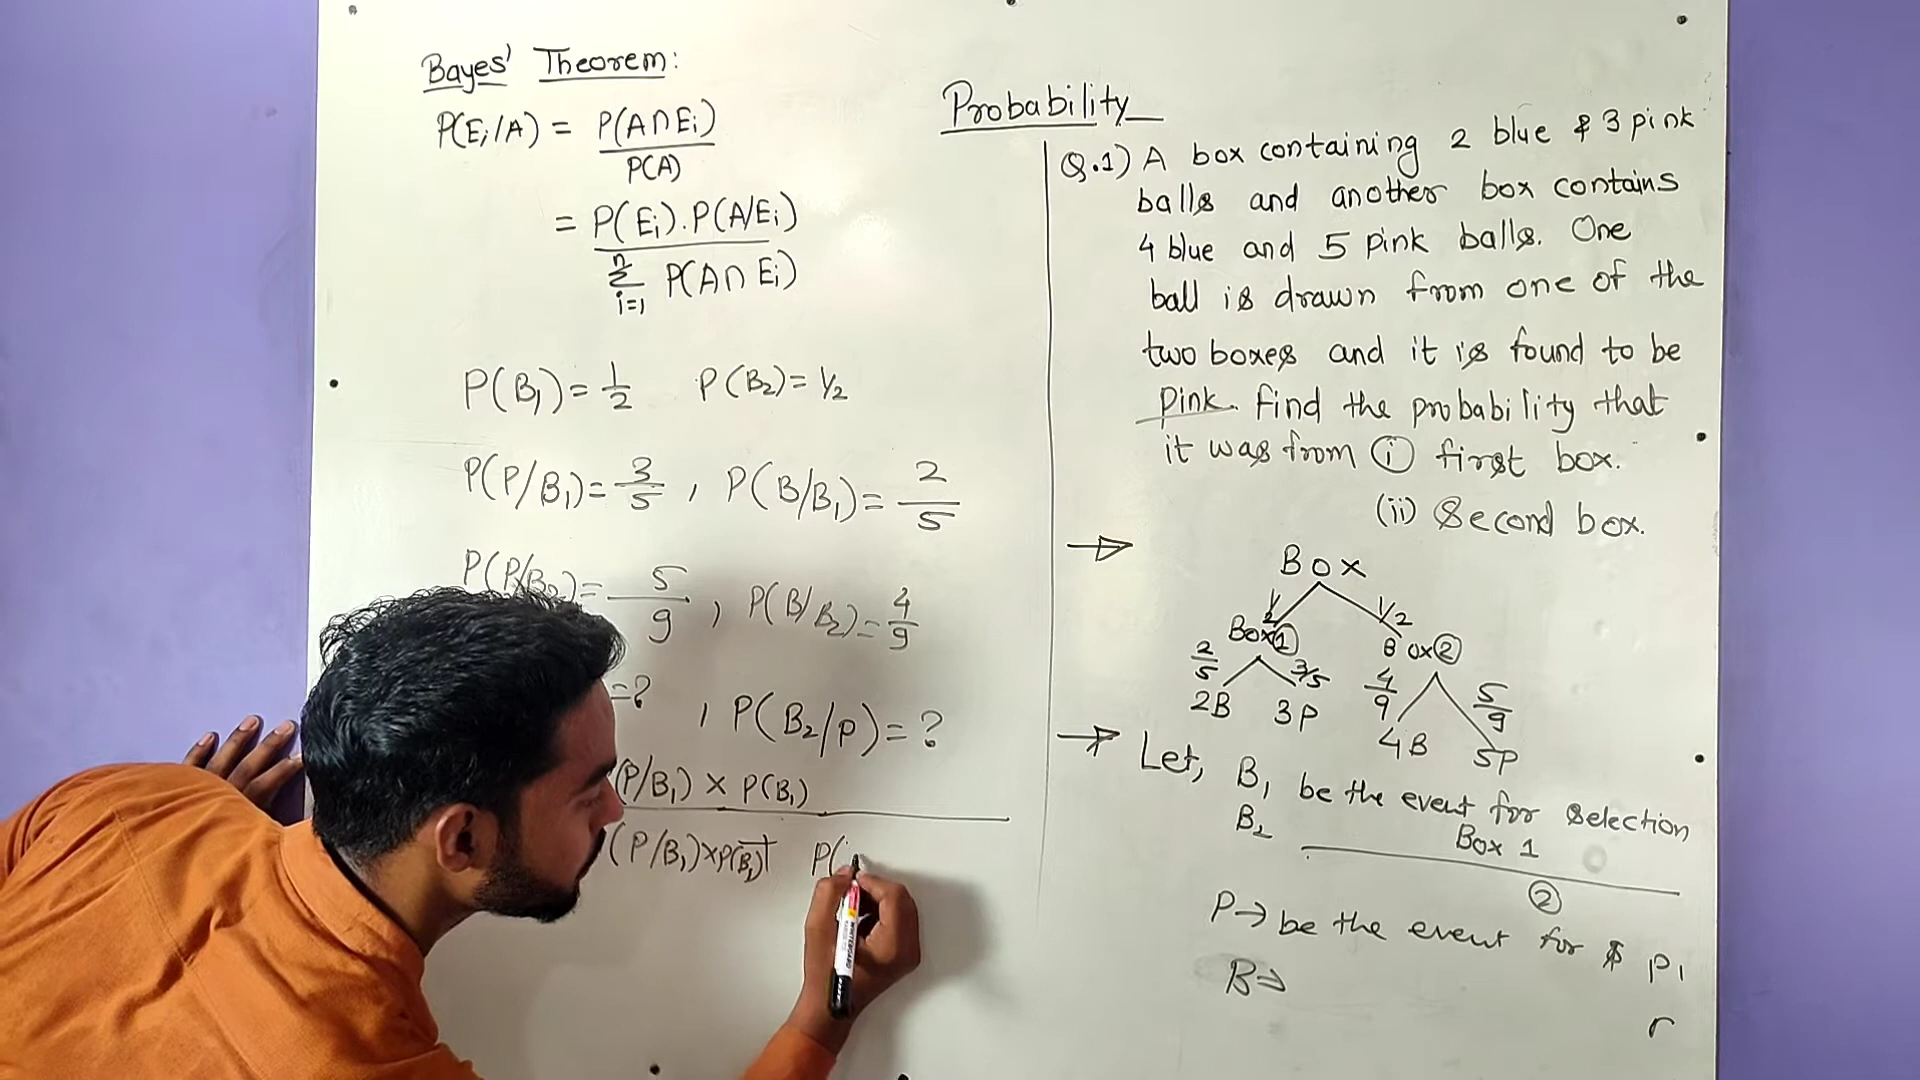 Bayes' Theorem:
P(Ei/A) = P(A∩Ei)
P(A)
= P(Ei).P(A/Ei)
n
Σ P(A∩Ei)
i=1
P(B1)= 1/2 P(B2)= 1/2
P(P/B1)= 3/5 , P(B/B1)= 2/5
P(P/B2)= 5/9 , P(B/B2)= 4/9
=? , P(B2/P)= ?
(P/B1) × P(B1)
(P/B1)×P(B1)+ P(
Probability
Q.1) A box containing 2 blue & 3 pink
balls and another box contains
4 blue and 5 pink balls. One
ball is drawn from one of the
two boxes and it is found to be
pink. find the probability that
it was from (i) first box.
(ii) Second box.
Box
1/2 1/2
Box 1 Box 2
2/5 3/5 4/9 5/9
2B 3P 4B 5P
Let, B1 be the event for selection
Box 1
B2
2
P→ be the event for
B⇒